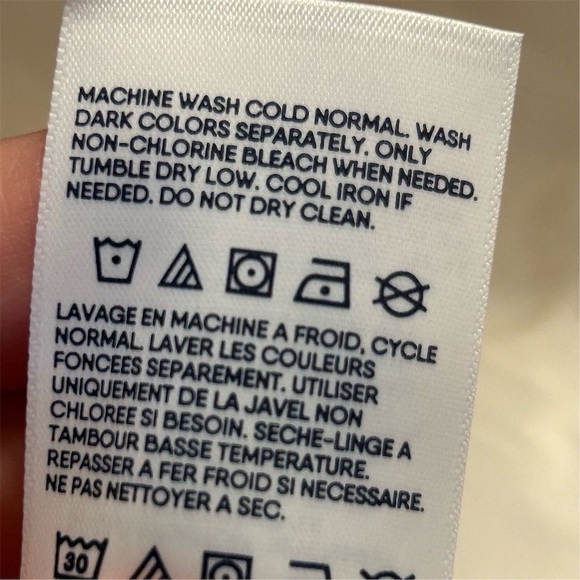 MACHINE WASH COLD NORMAL. WASH
DARK COLORS SEPARATELY. ONLY
NON-CHLORINE BLEACH WHEN NEEDED.
TUMBLE DRY LOW. COOL IRON IF
NEEDED. DO NOT DRY CLEAN.
LAVAGE EN MACHINE A FROID, CYCLE
NORMAL. LAVER LES COULEURS
FONCEES SEPAREMENT. UTILISER
UNIQUEMENT DE LA JAVEL NON
CHLOREE SI BESOIN. SECHE-LINGE A
TAMBOUR BASSE TEMPERATURE.
REPASSER A FER FROID SI NECESSAIRE.
NE PAS NETTOYER A SEC.
30